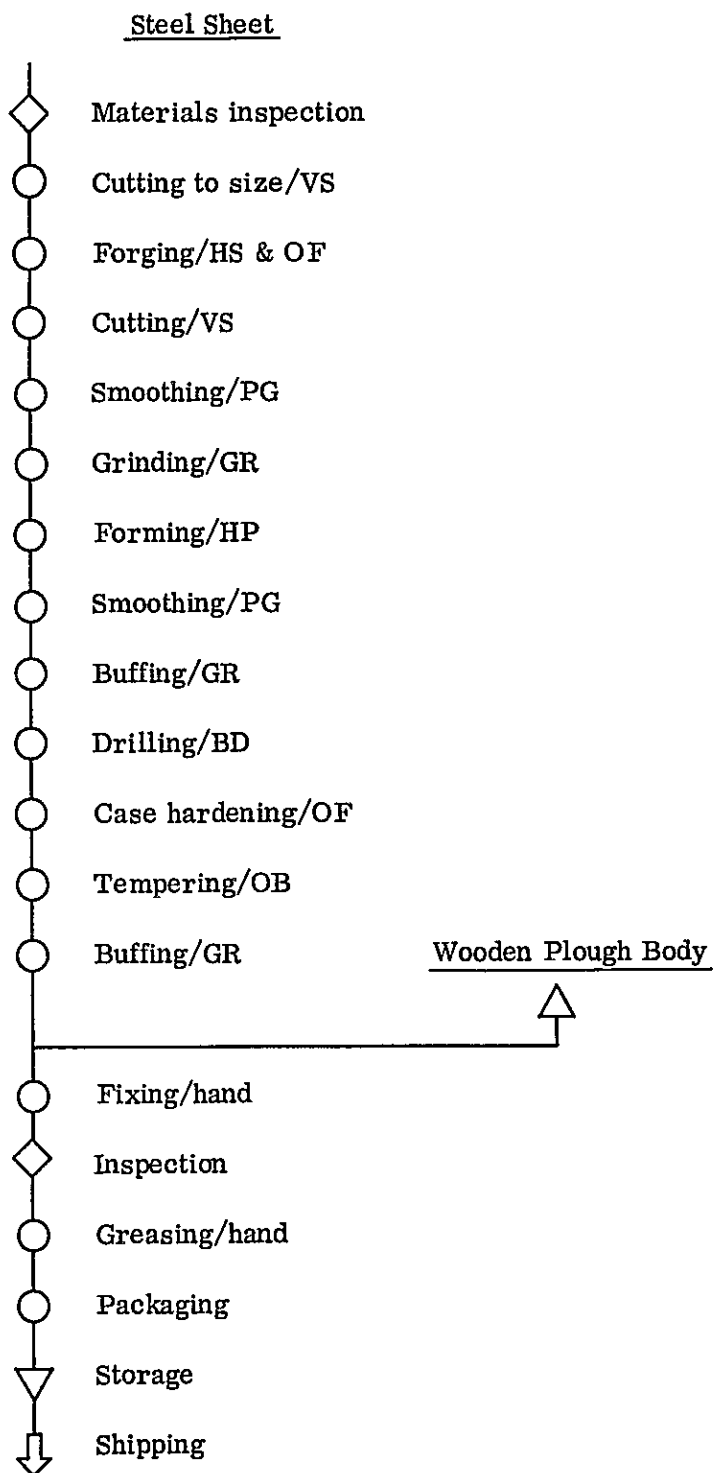 Steel Sheet
Materials inspection
Cutting to size/VS
Forging/HS & OF
Cutting/VS
Smoothing/PG
Grinding/GR
Forming/HP
Smoothing/PG
Buffing/GR
Drilling/BD
Case hardening/OF
Tempering/OB
Buffing/GR
Wooden Plough Body
Fixing/hand
Inspection
Greasing/hand
Packaging
Storage
Shipping